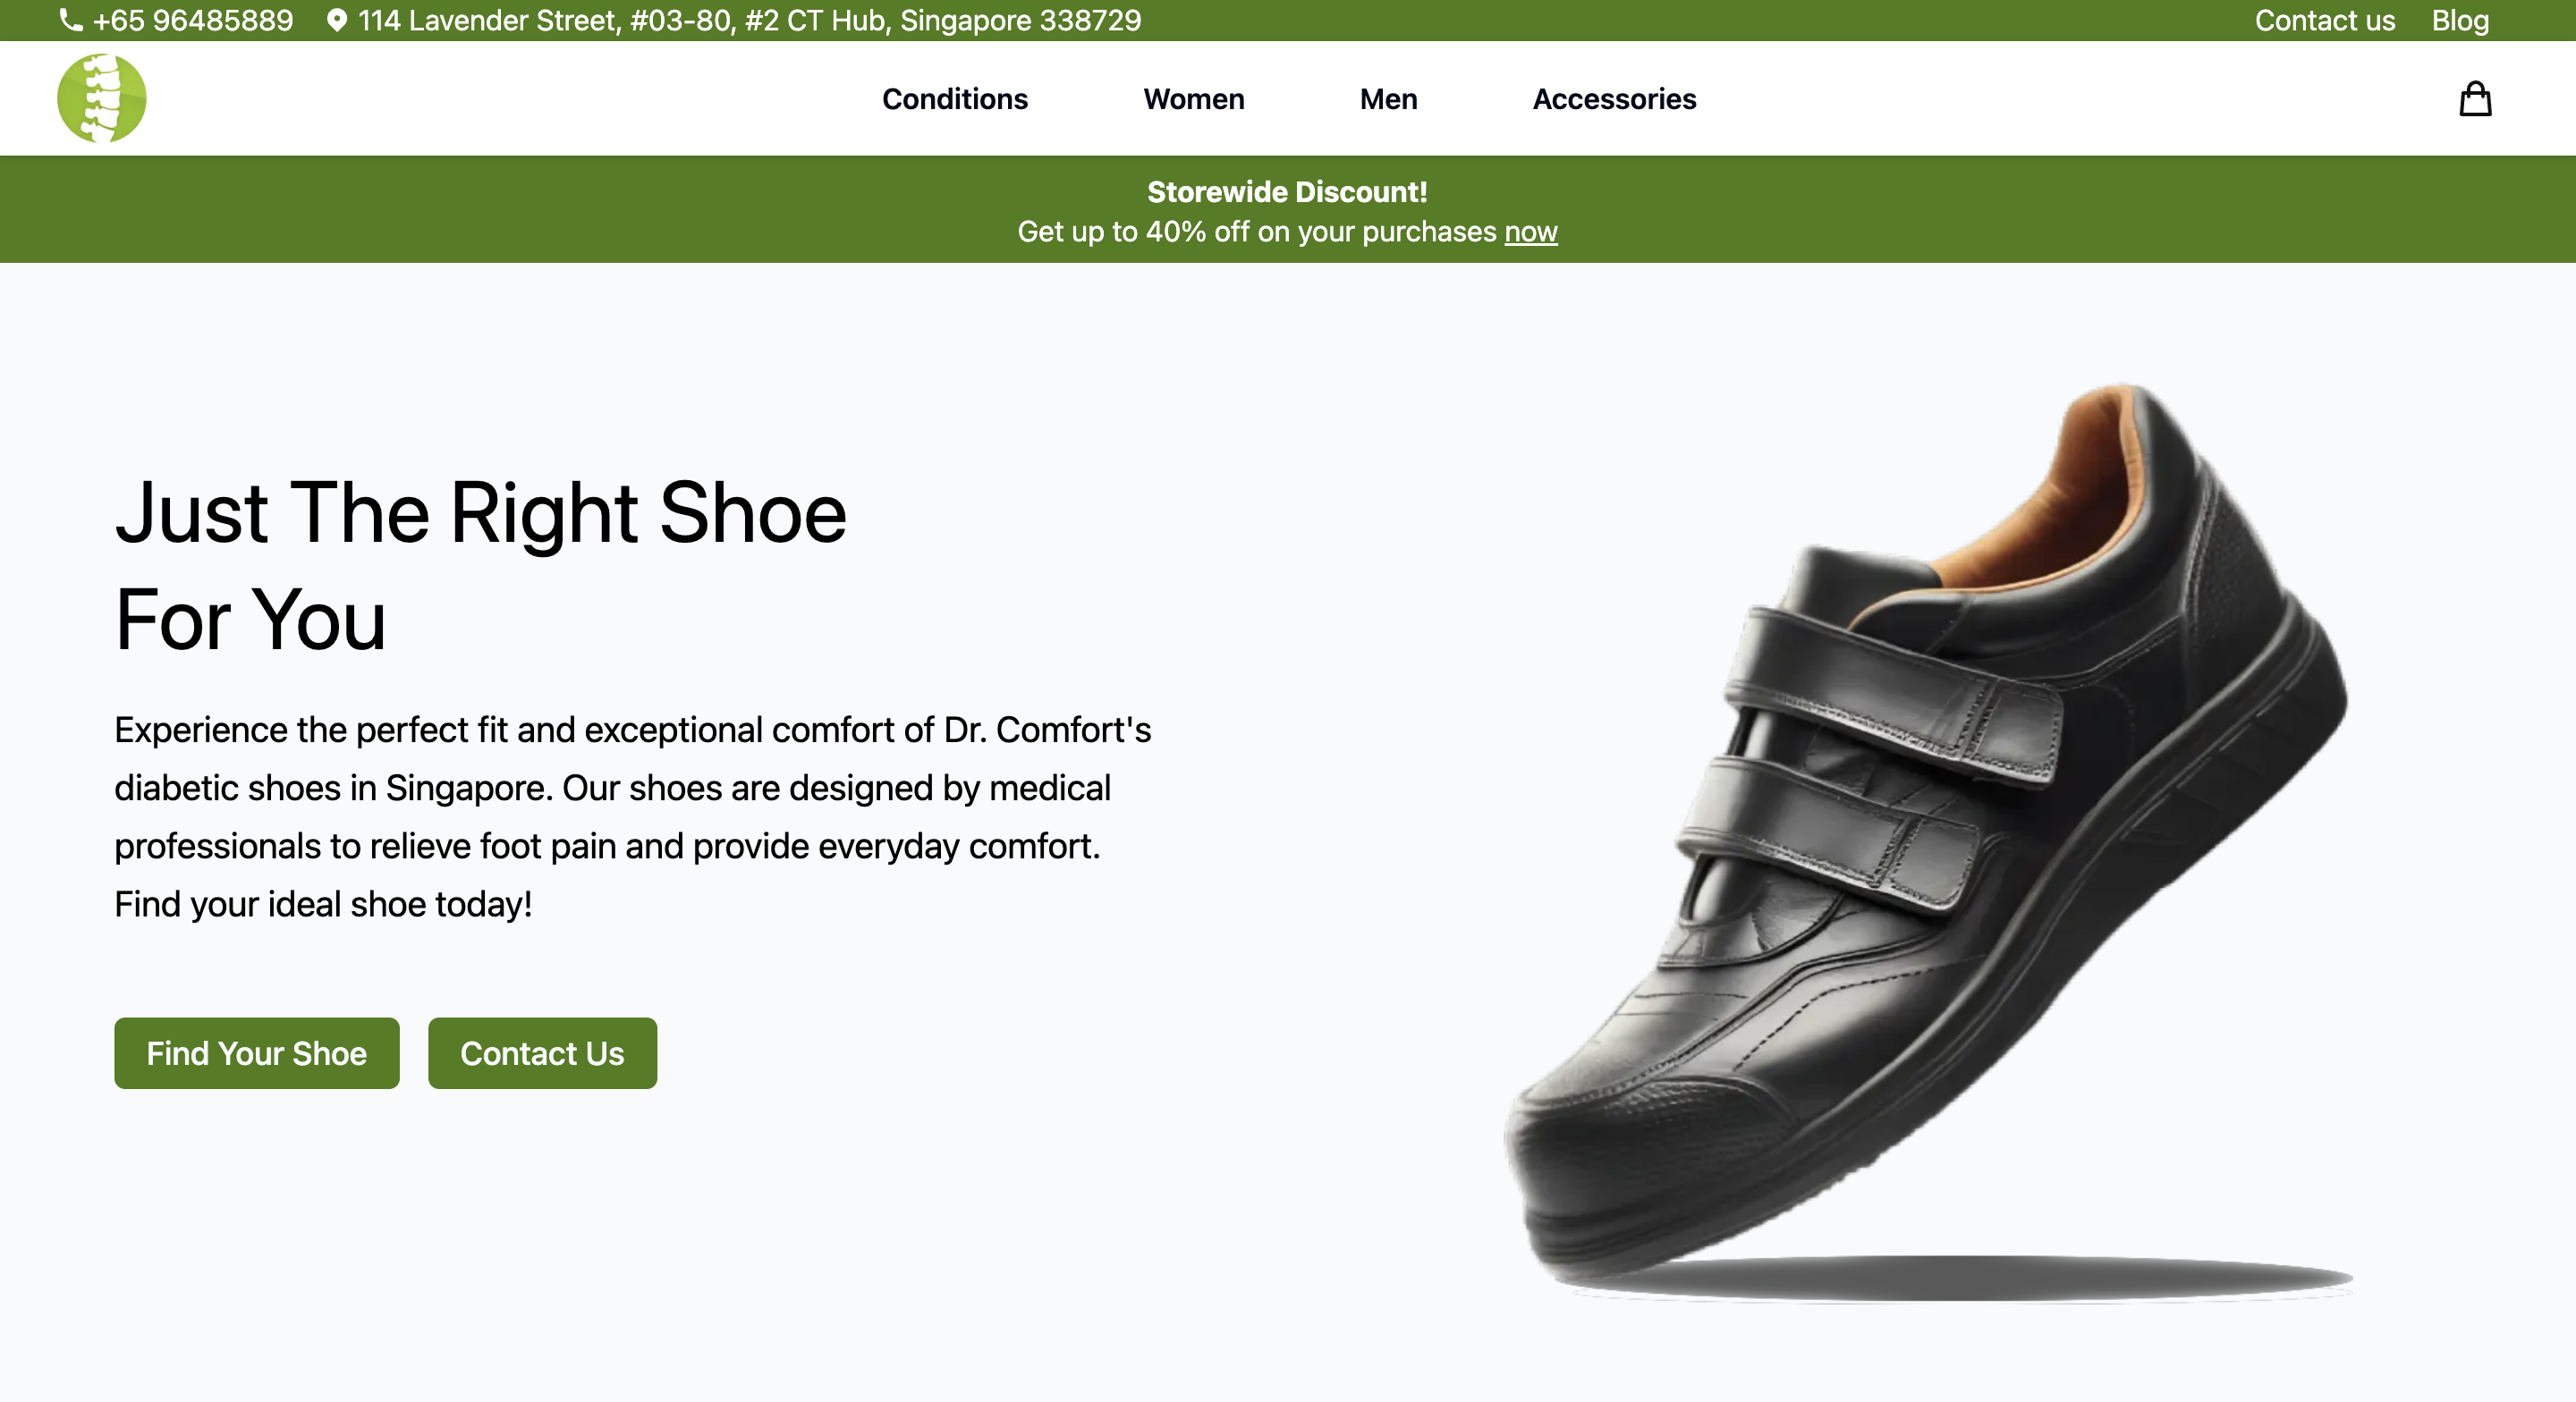 +65 96485889 114 Lavender Street, #03-80, #2 CT Hub, Singapore 338729 Contact us Blog
Conditions Women Men Accessories
Storewide Discount!
Get up to 40% off on your purchases now
Just The Right Shoe
For You
Experience the perfect fit and exceptional comfort of Dr. Comfort's
diabetic shoes in Singapore. Our shoes are designed by medical
professionals to relieve foot pain and provide everyday comfort.
Find your ideal shoe today!
Find Your Shoe Contact Us